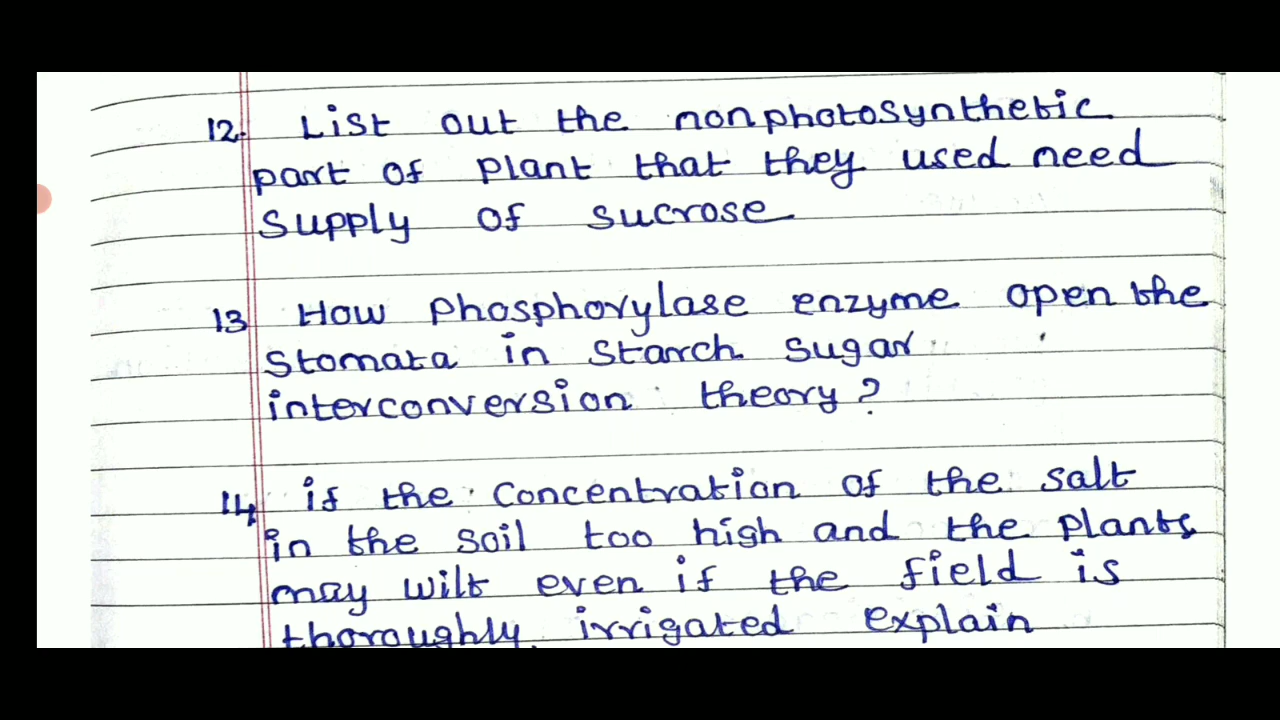 12. List out the nonphotosynthetic
part of plant that they used need
supply of sucrose
13 How phosphorylase enzyme open the
stomata in starch sugar
interconversion theory?
14 if the concentration of the salt
in the soil too high and the plants
may wilt even if the field is
thoroughly irrigated explain